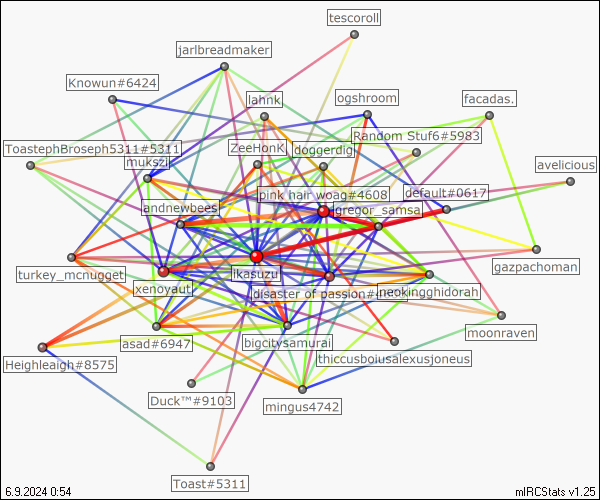 tescoroll
jarlbreadmaker
Knowun#6424
lahnk
ogshroom
facadas.
Random Stuf6#5983
ToastephBroseph5311#5311
ZeeHonK
doggerdig
mukszil
avelicious
pink hair woag#4608
default#0617
andnewbees
gregor_samsa
turkey_mcnugget
ikasuzu
gazpachoman
xenoyaut
disaster of passion#
neokingghidorah
moonraven
asad#6947
bigcitysamurai
Heighleaigh#8575
thiccusboiusalexusjoneus
Duck™#9103
mingus4742
Toast#5311
6.9.2024 0:54
mIRCStats v1.25